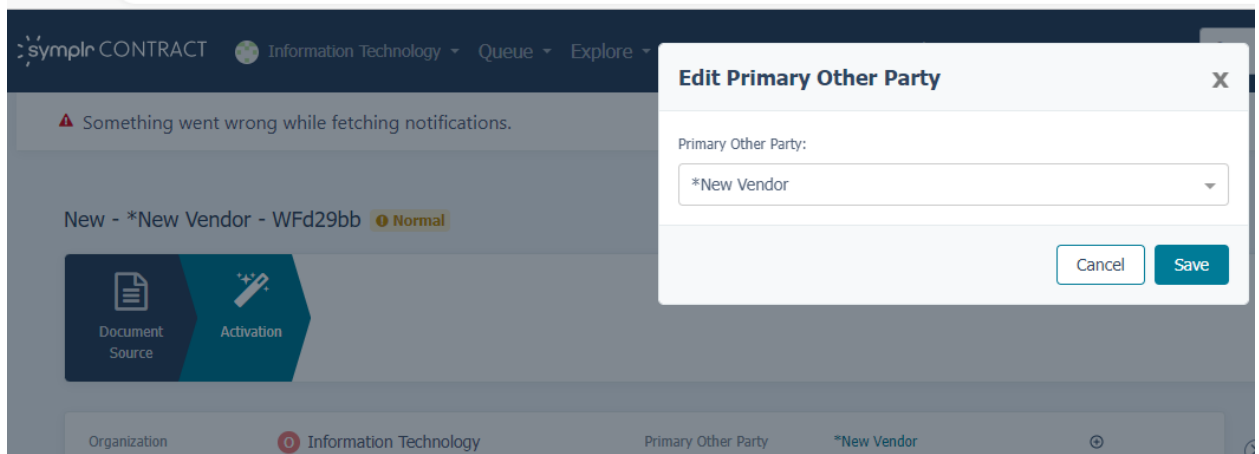 symplr CONTRACT Information Technology Queue Explore
Edit Primary Other Party X
Something went wrong while fetching notifications.
Primary Other Party:
*New Vendor
New - *New Vendor - WFd29bb Normal
Cancel Save
Document
Source
Activation
Organization O Information Technology Primary Other Party *New Vendor